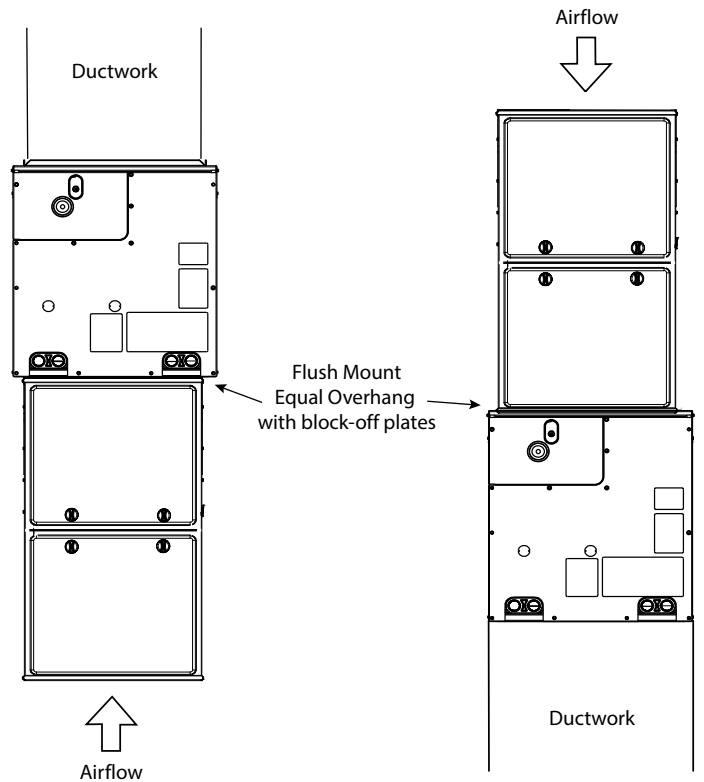 Airflow
Ductwork
Flush Mount
Equal Overhang
with block-off plates
Ductwork
Airflow